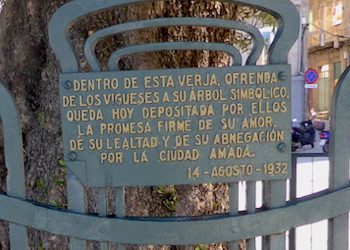 DENTRO DE ESTA VERJA, OFRENDA
DE LOS VIGUESES A SU ÁRBOL SIMBÓLICO,
QUEDA HOY DEPOSITADA POR ELLOS
LA PROMESA FIRME DE SU AMOR,
DE SU LEALTAD Y DE SU ABNEGACIÓN
POR LA CIUDAD AMADA.
14-AGOSTO-1932